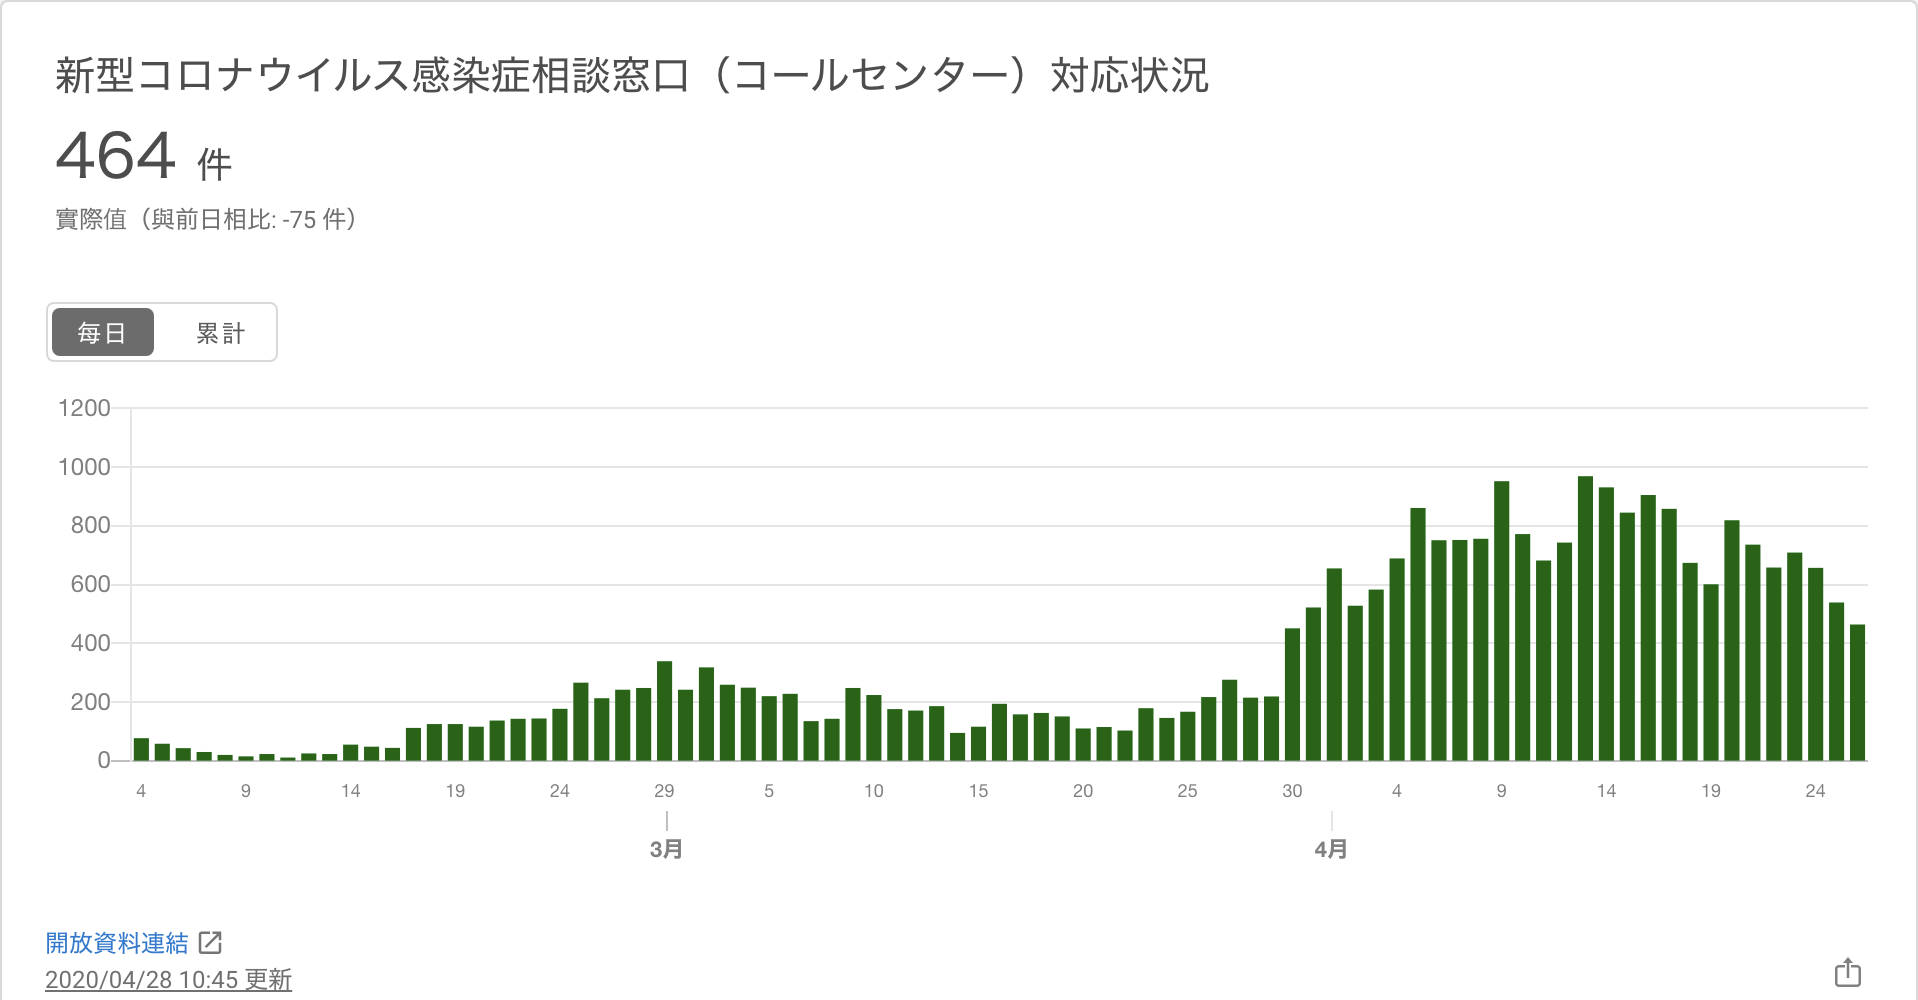 新型コロナウイルス感染症相談窓口（コールセンター）対応状況
464 件
實際值（與前日相比: -75 件）
每日 累計
1200
1000
800
600
400
200
0
4 9 14 19 24 29 5 10 15 20 25 30 4 9 14 19 24
3月 4月
開放資料連結
2020/04/28 10:45 更新